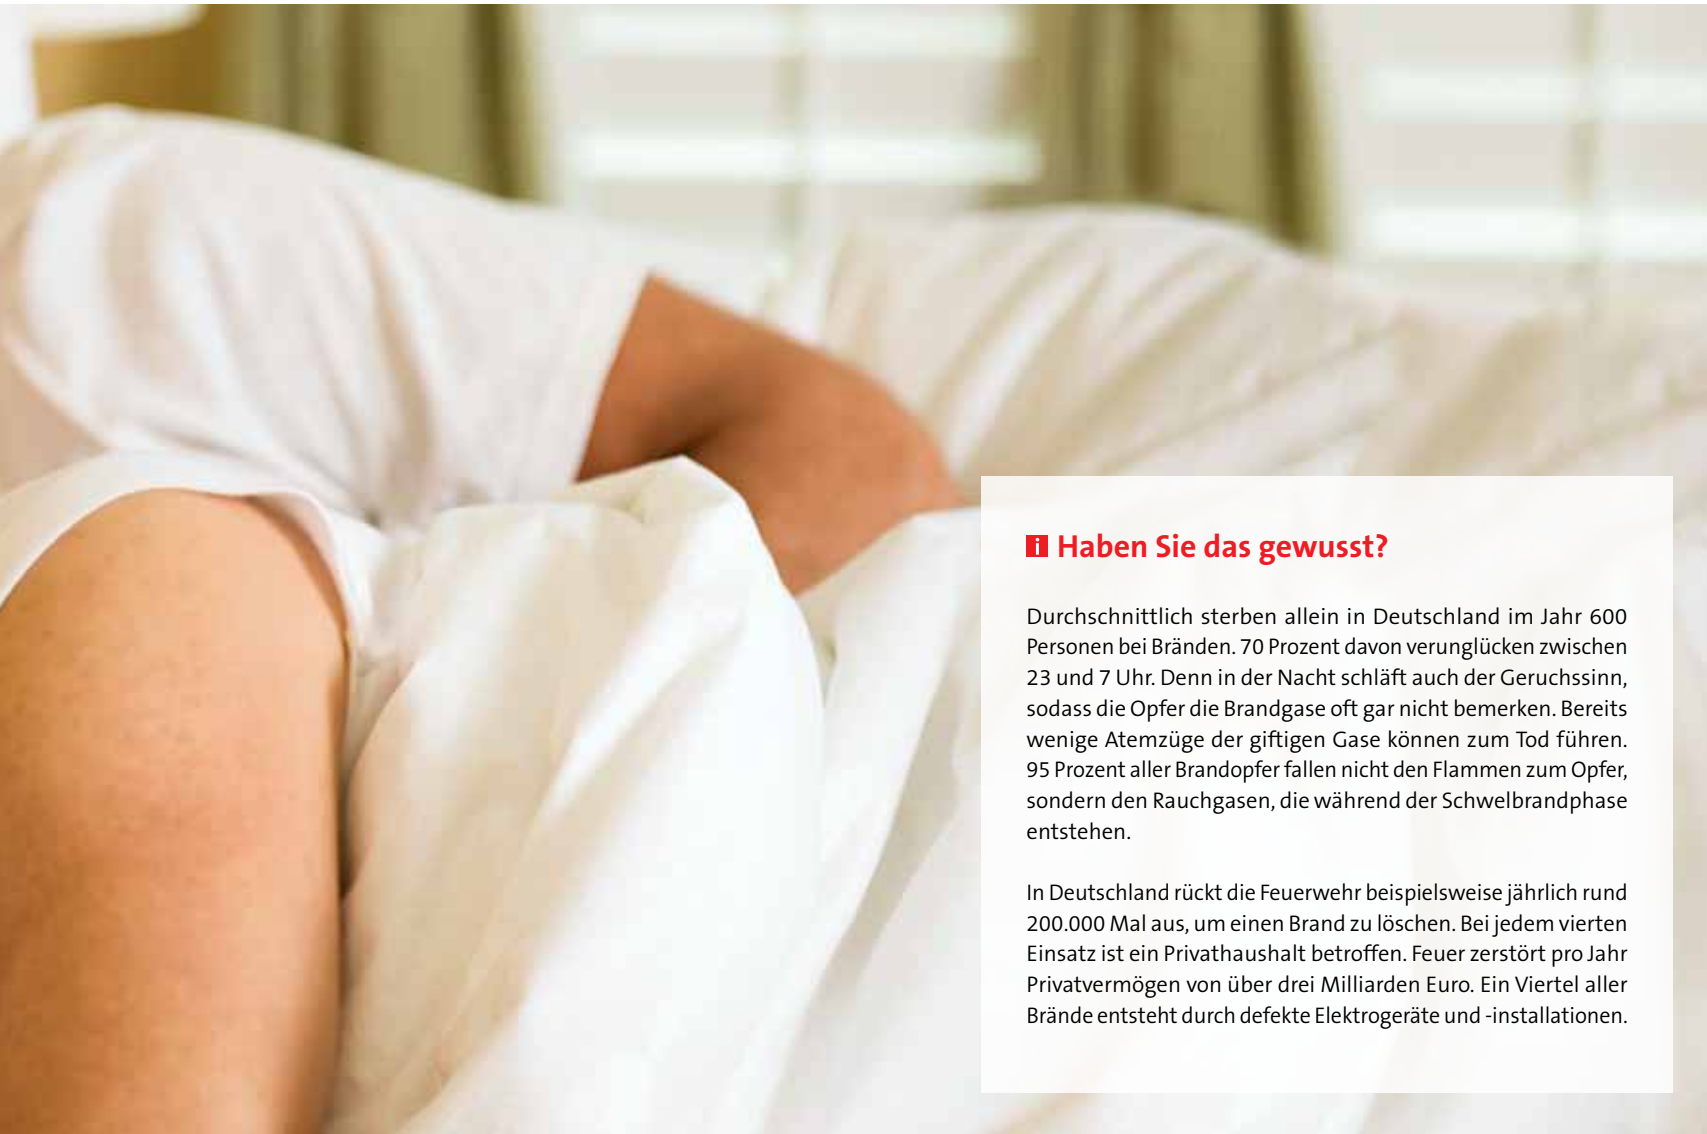 i Haben Sie das gewusst?
Durchschnittlich sterben allein in Deutschland im Jahr 600
Personen bei Bränden. 70 Prozent davon verunglücken zwischen
23 und 7 Uhr. Denn in der Nacht schläft auch der Geruchssinn,
sodass die Opfer die Brandgase oft gar nicht bemerken. Bereits
wenige Atemzüge der giftigen Gase können zum Tod führen.
95 Prozent aller Brandopfer fallen nicht den Flammen zum Opfer,
sondern den Rauchgasen, die während der Schwelbrandphase
entstehen.
In Deutschland rückt die Feuerwehr beispielsweise jährlich rund
200.000 Mal aus, um einen Brand zu löschen. Bei jedem vierten
Einsatz ist ein Privathaushalt betroffen. Feuer zerstört pro Jahr
Privatvermögen von über drei Milliarden Euro. Ein Viertel aller
Brände entsteht durch defekte Elektrogeräte und -installationen.